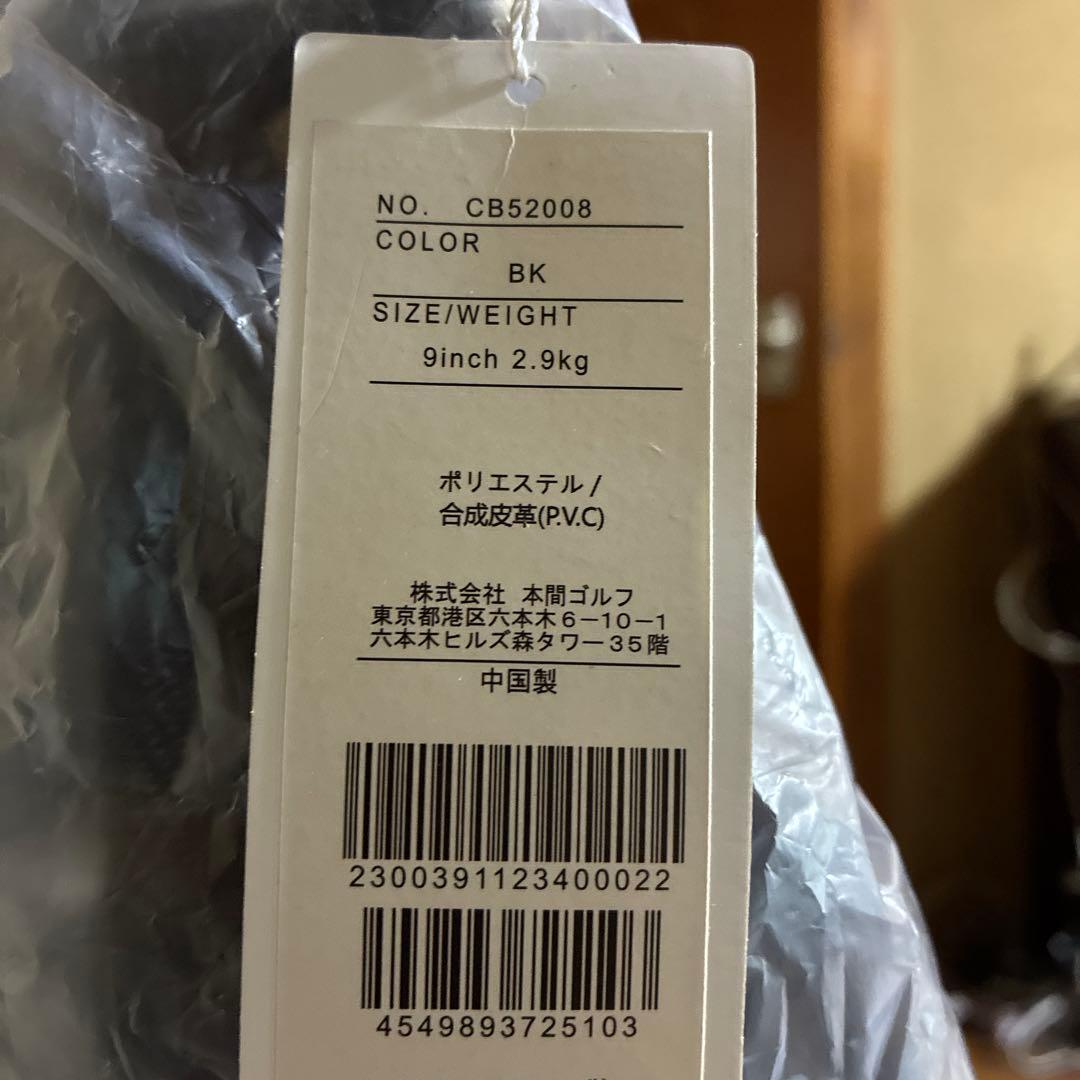 NO. CB52008
COLOR
BK
SIZE/WEIGHT
9inch 2.9kg
ポリエステル/
合成皮革(P.V.C)
株式会社 本間ゴルフ
東京都港区六本木6-10-1
六本木ヒルズ森タワー35階
中国製
2300391123400022
4549893725103